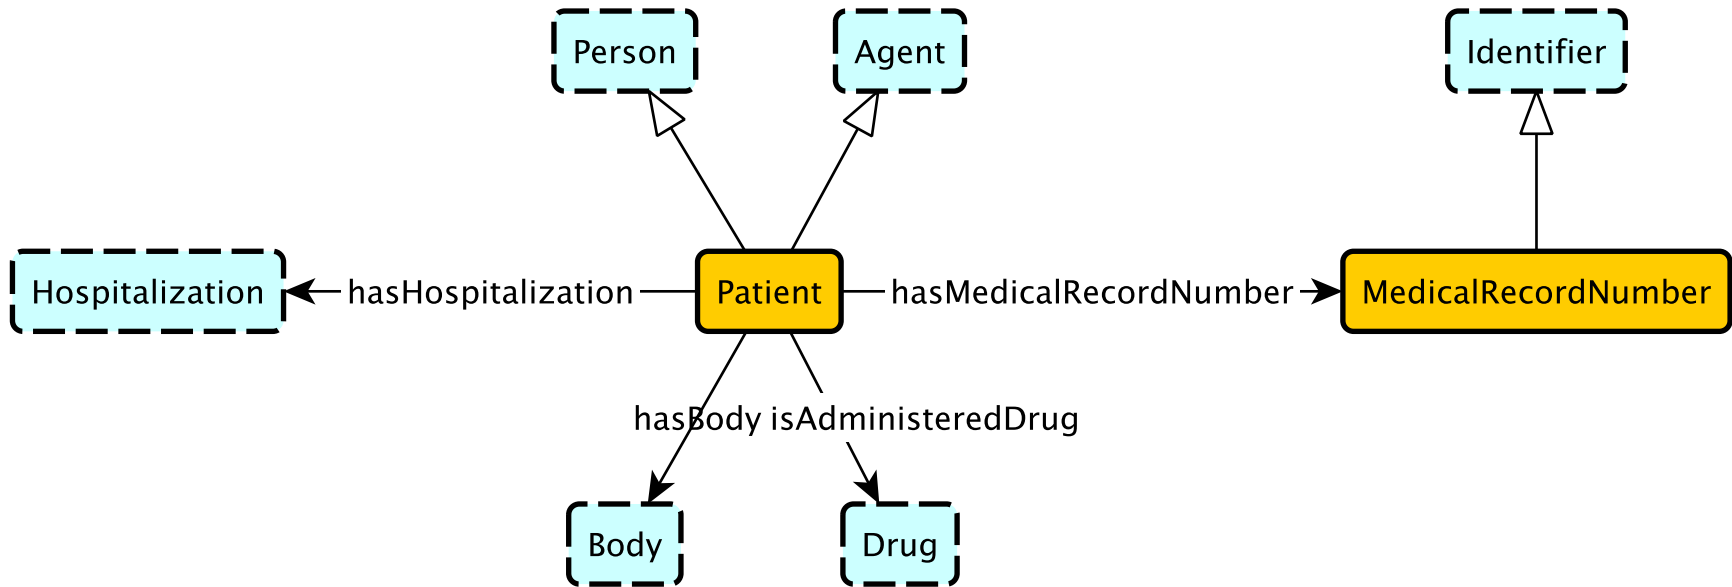 Person
Agent
Identifier
Hospitalization
hasHospitalization
Patient
hasMedicalRecordNumber
MedicalRecordNumber
hasBody
isAdministeredDrug
Body
Drug